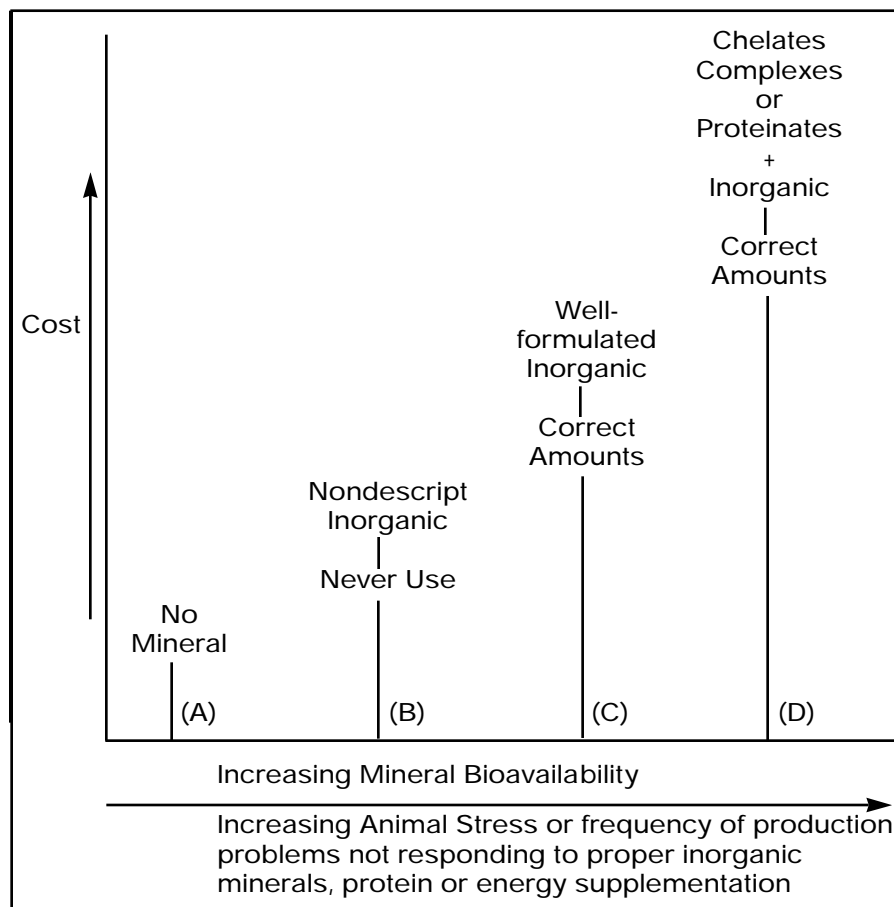 Chelates
Complexes
or
Proteinates
+
Inorganic
Correct
Amounts
Cost
Well-
formulated
Inorganic
Correct
Amounts
Nondescript
Inorganic
Never Use
No
Mineral
(A)
(B)
(C)
(D)
Increasing Mineral Bioavailability
Increasing Animal Stress or frequency of production
problems not responding to proper inorganic
minerals, protein or energy supplementation